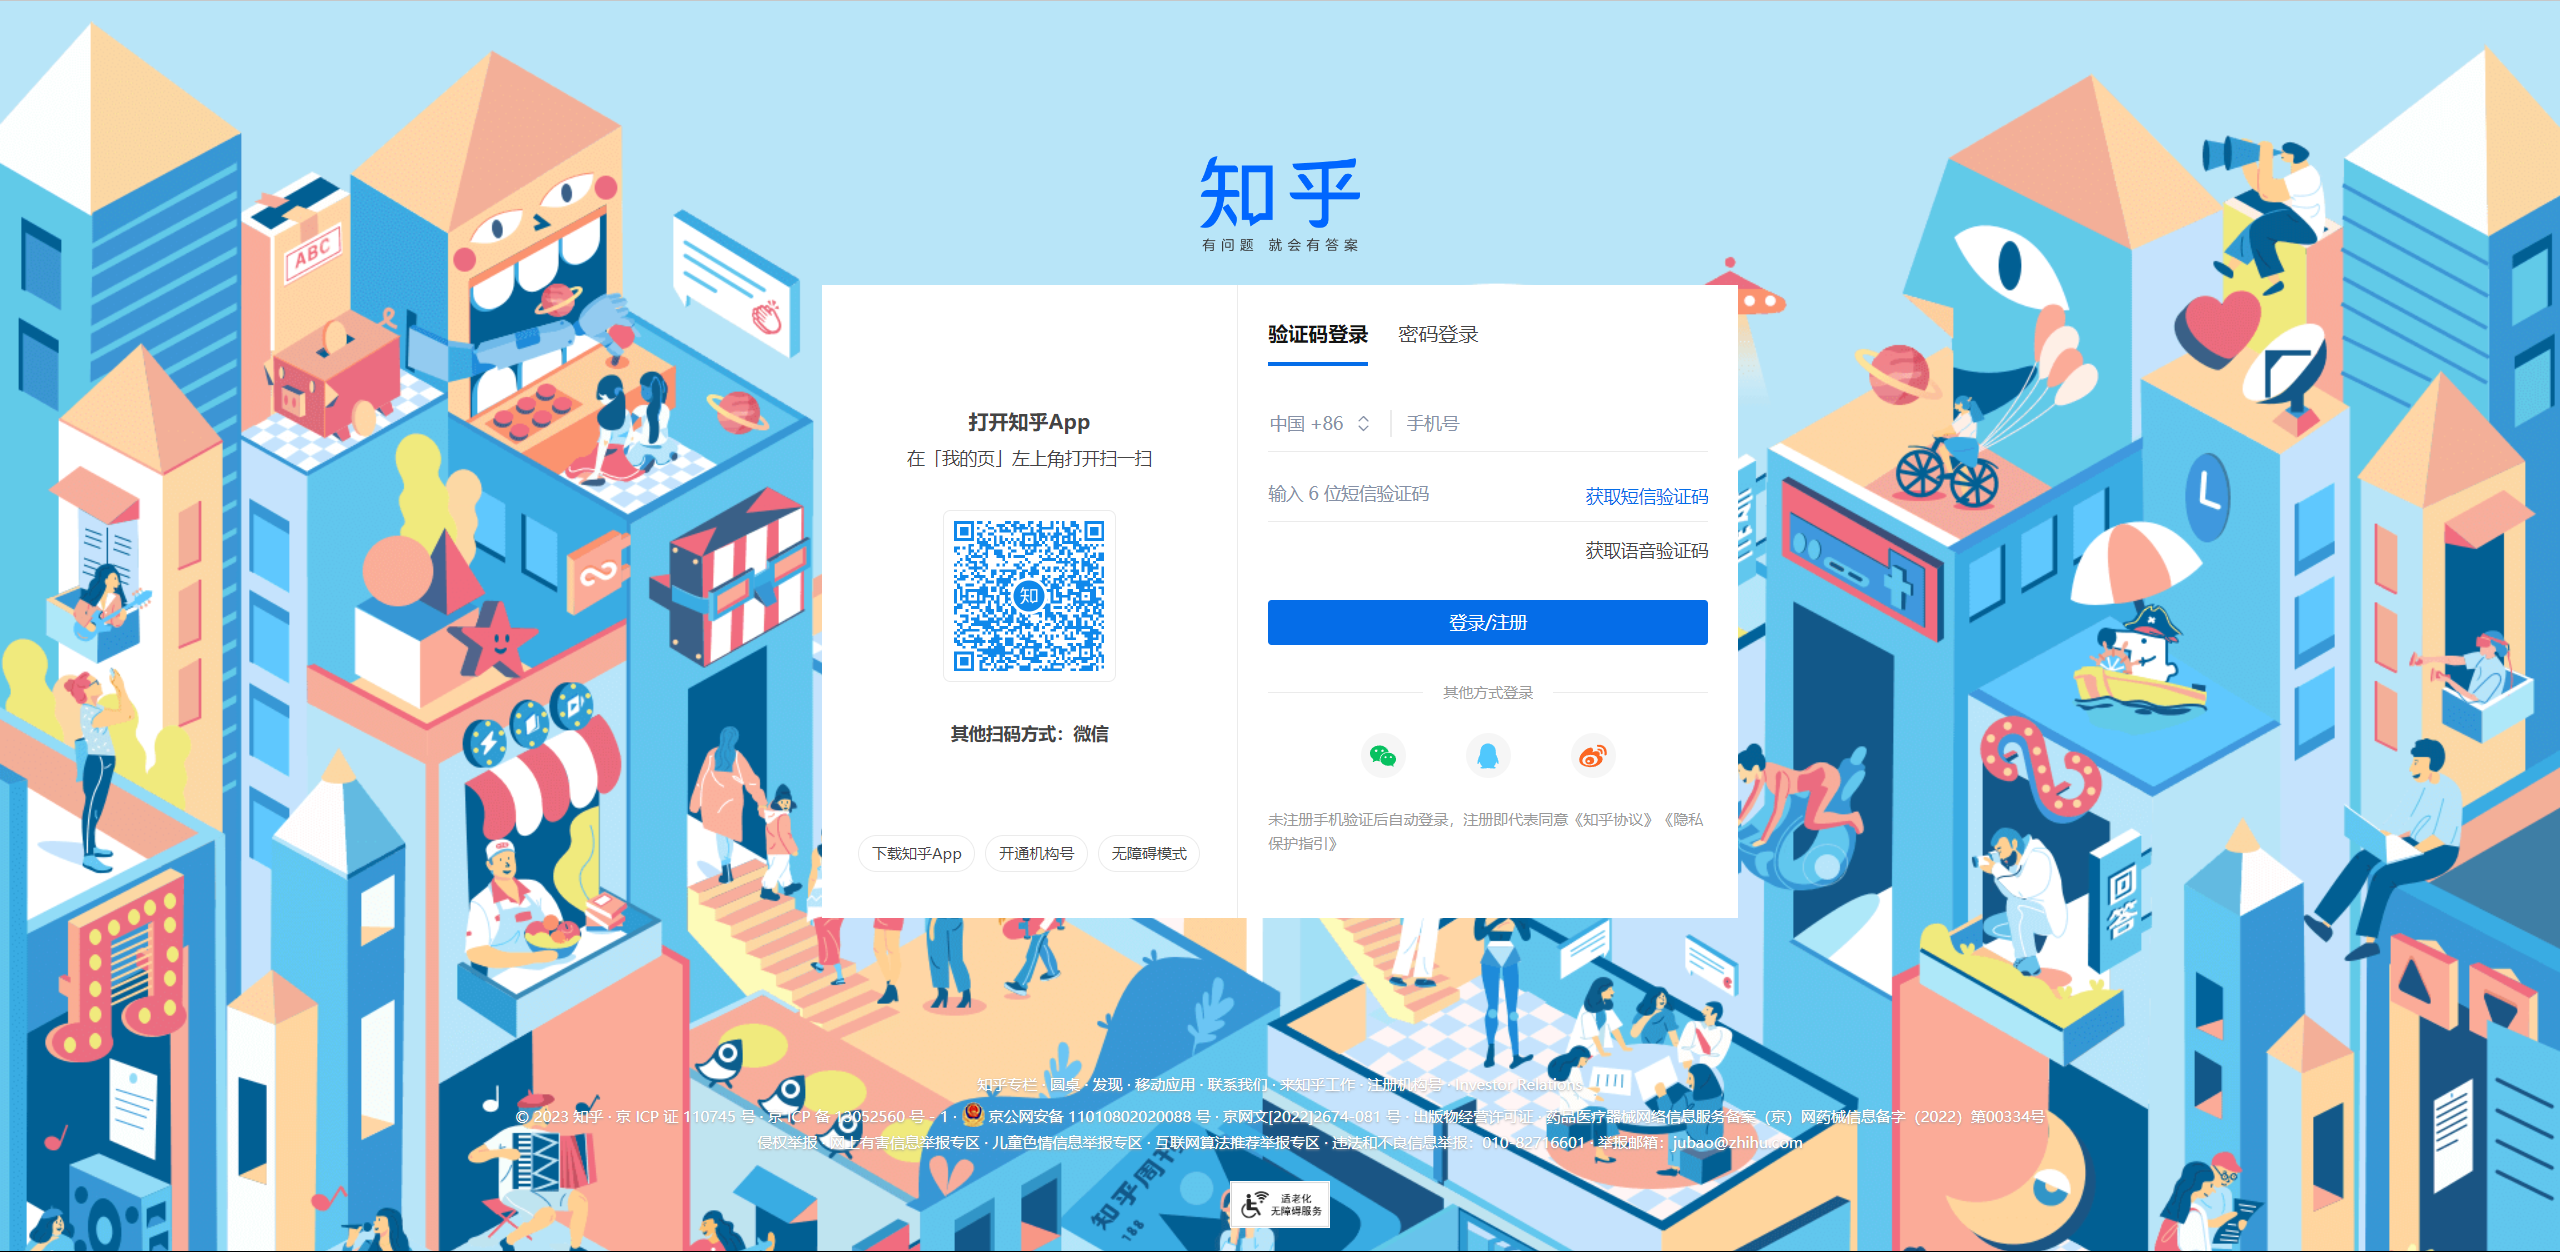 知乎
有问题 就会有答案
ABC
打开知乎App
在「我的页」左上角打开扫一扫
知
其他扫码方式：微信
下载知乎App
开通机构号
无障碍模式
验证码登录
密码登录
中国 +86
手机号
输入 6 位短信验证码
获取短信验证码
获取语音验证码
登录/注册
其他方式登录
未注册手机验证后自动登录，注册即代表同意《知乎协议》《隐私
保护指引》
回答
知乎专栏 · 圆桌 · 发现 · 移动应用 · 联系我们 · 来知乎工作 · 注册机构号 · Investor Relations
© 2023 知乎 · 京 ICP 证 110745 号 · 京 ICP 备 13052560 号 - 1 · 京公网安备 11010802020088 号 · 京网文[2022]2674-081 号 · 出版物经营许可证 · 药品医疗器械网络信息服务备案（京）网药械信息备字（2022）第00334号
侵权举报 · 网上有害信息举报专区 · 儿童色情信息举报专区 · 互联网算法推荐举报专区 · 违法和不良信息举报：010-82716601 · 举报邮箱：jubao@zhihu.com
知乎周刊
188
适老化
无障碍服务